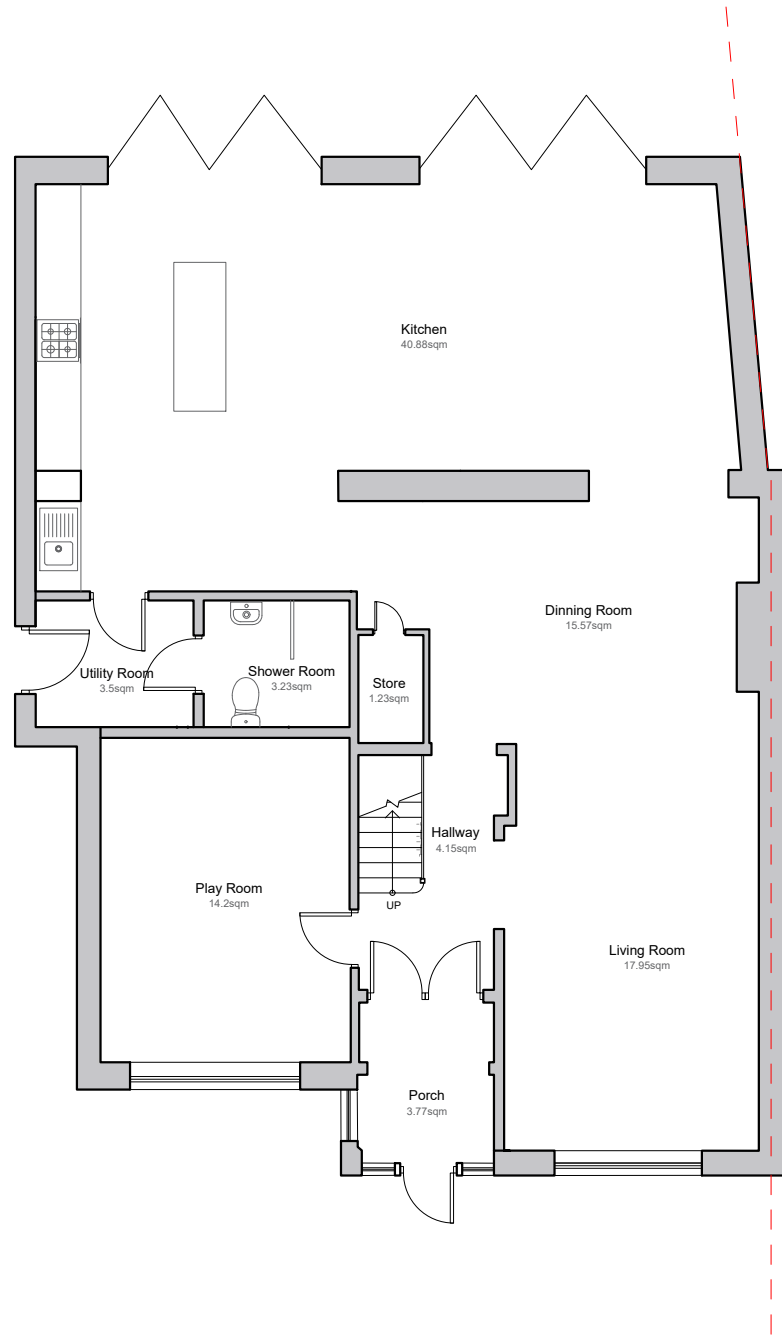 Kitchen
40.88sqm
Dinning Room
15.57sqm
Utility Room
3.5sqm
Shower Room
3.23sqm
Store
1.23sqm
Hallway
4.15sqm
Play Room
14.2sqm
UP
Living Room
17.95sqm
Porch
3.77sqm